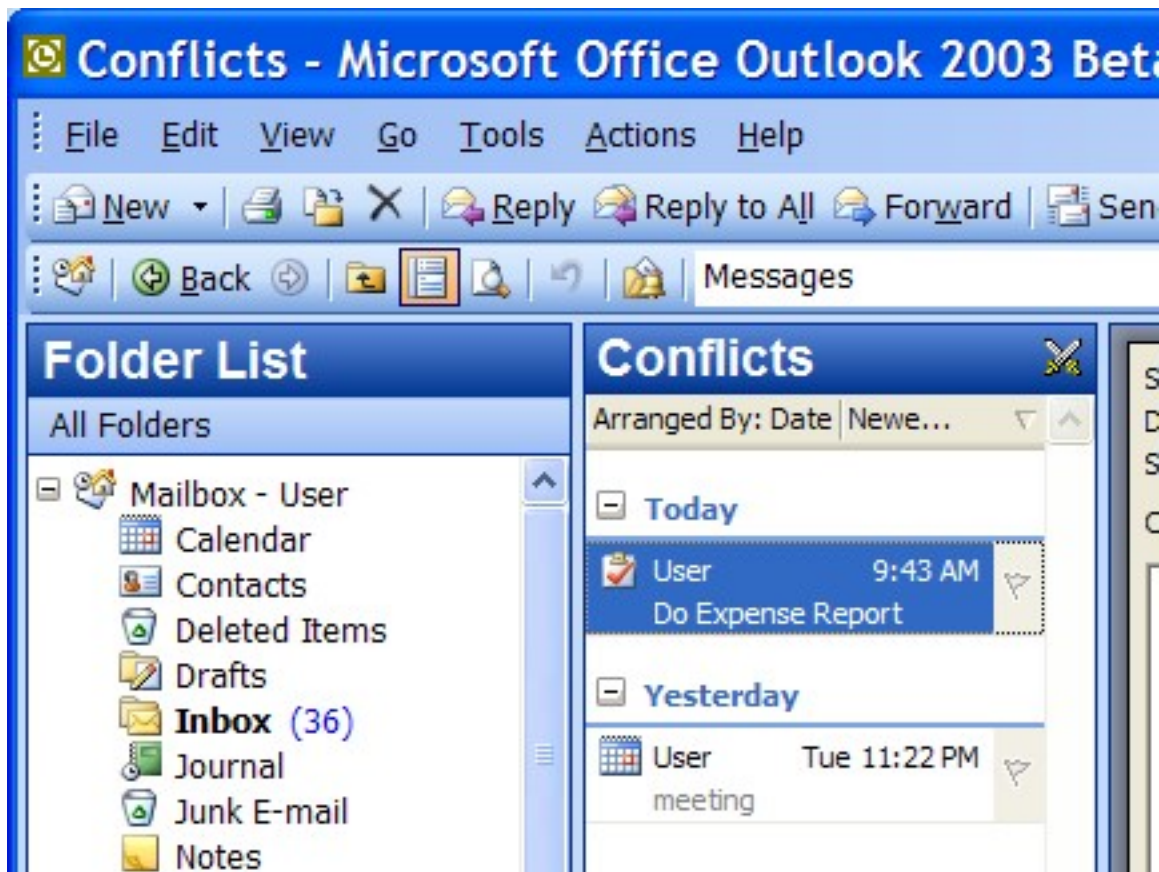 Conflicts - Microsoft Office Outlook 2003
File Edit View Go Tools Actions Help
New Reply Reply to All Forward
Back Messages
Folder List
All Folders
Mailbox - User
Calendar
Contacts
Deleted Items
Drafts
Inbox (36)
Journal
Junk E-mail
Notes
Conflicts
Arranged By: Date Newe...
Today
User 9:43 AM
Do Expense Report
Yesterday
User Tue 11:22 PM
meeting